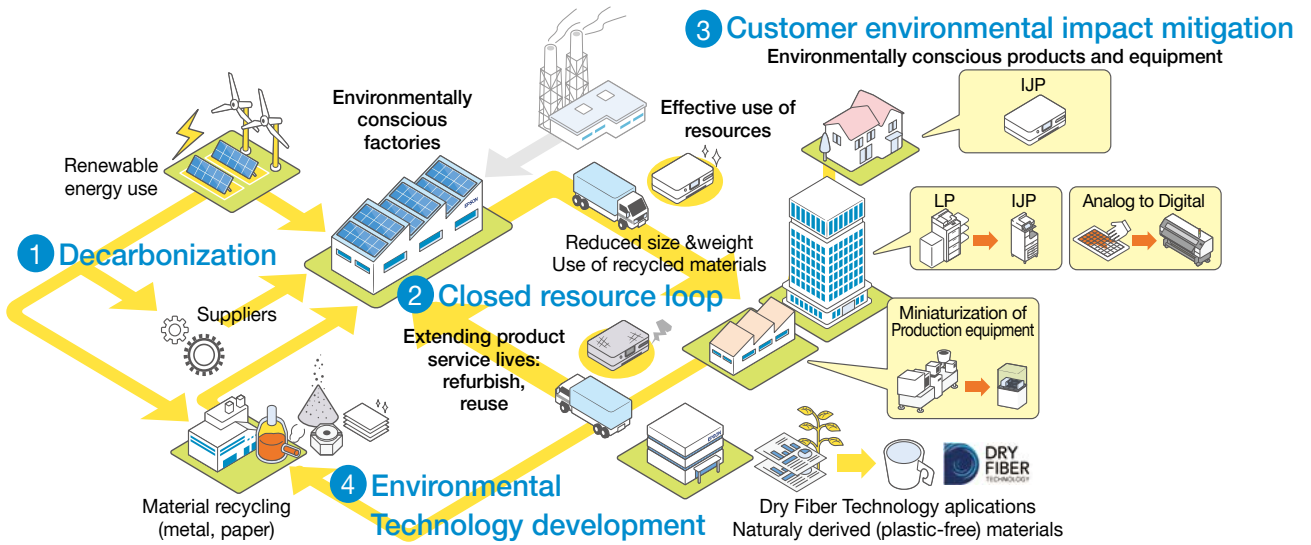 3 Customer environmental impact mitigation
Environmentally conscious products and equipment
IJP
Environmentally
conscious
factories
Effective use of
resources
Renewable
energy use
EPSON
LP
IJP
Analog to Digital
1 Decarbonization
Reduced size &weight
Use of recycled materials
2 Closed resource loop
Suppliers
Miniaturization of
Production equipment
Extending product
service lives:
refurbish,
reuse
EPSON
DRY
FIBER
TECHNOLOGY
4 Environmental
Technology development
Material recycling
(metal, paper)
Dry Fiber Technology aplications
Naturaly derived (plastic-free) materials